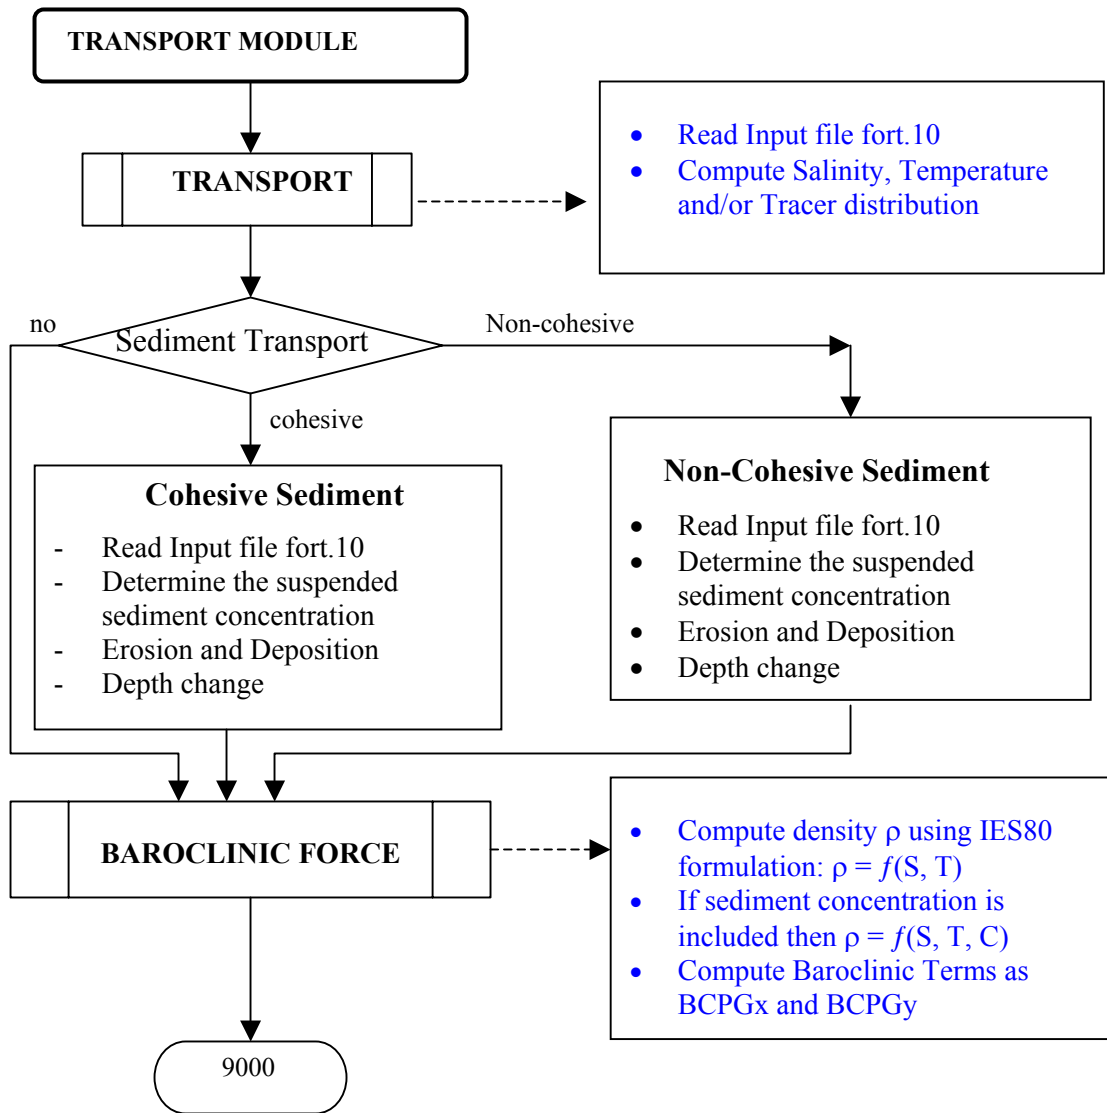 TRANSPORT MODULE
TRANSPORT
• Read Input file fort.10
• Compute Salinity, Temperature
and/or Tracer distribution
no
Sediment Transport
Non-cohesive
cohesive
Cohesive Sediment
- Read Input file fort.10
- Determine the suspended
sediment concentration
- Erosion and Deposition
- Depth change
Non-Cohesive Sediment
• Read Input file fort.10
• Determine the suspended
sediment concentration
• Erosion and Deposition
• Depth change
BAROCLINIC FORCE
• Compute density ρ using IES80
formulation: ρ = f(S, T)
• If sediment concentration is
included then ρ = f(S, T, C)
• Compute Baroclinic Terms as
BCPGx and BCPGy
9000